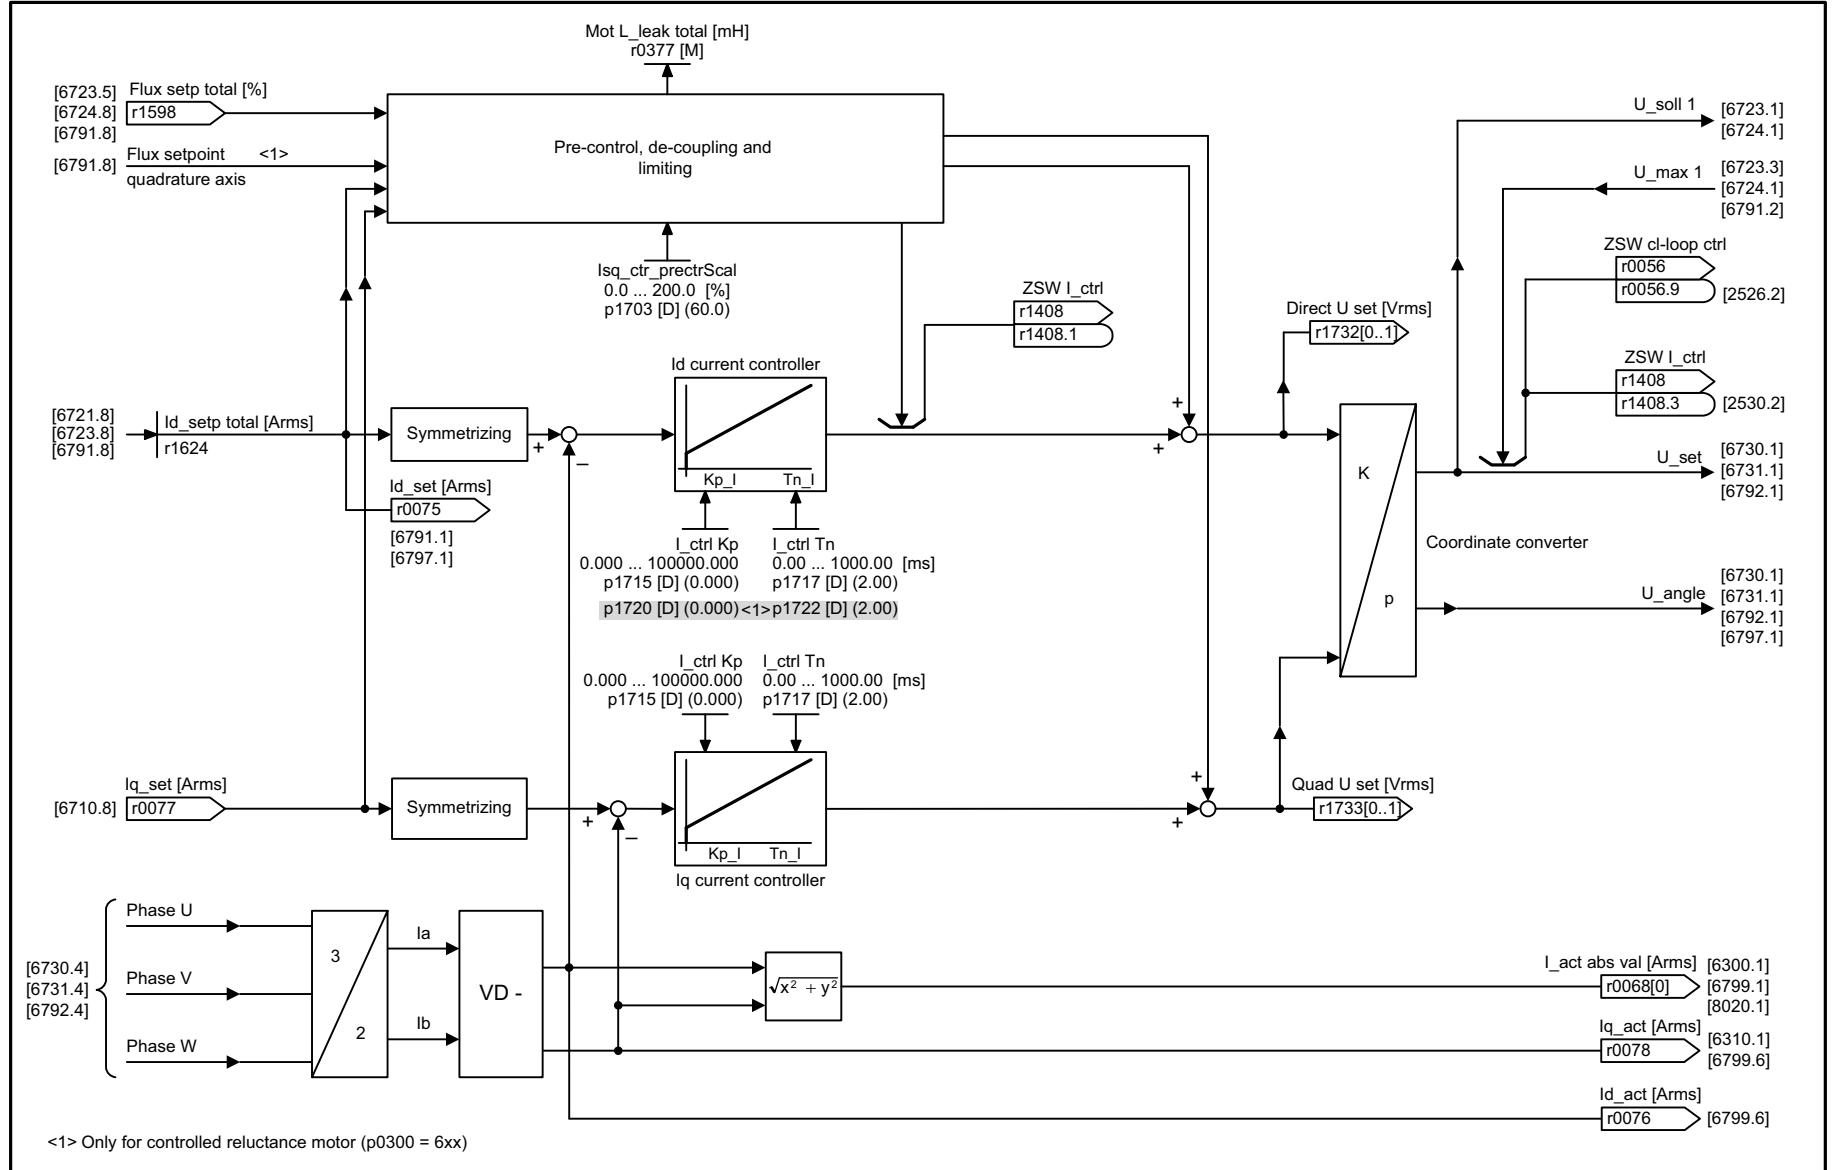 Mot L_leak total [mH]
r0377 [M]
[6723.5]
[6724.8]
[6791.8]
Flux setp total [%]
r1598
[6791.8]
Flux setpoint <1>
quadrature axis
Pre-control, de-coupling and
limiting
U_soll 1
[6723.1]
[6724.1]
U_max 1
[6723.3]
[6724.1]
[6791.2]
ZSW cl-loop ctrl
r0056
r0056.9
[2526.2]
Isq_ctr_prectrScal
0.0 ... 200.0 [%]
p1703 [D] (60.0)
ZSW I_ctrl
r1408
r1408.1
Direct U set [Vrms]
r1732[0..1]
ZSW I_ctrl
r1408
r1408.3
[2530.2]
Id current controller
Kp_I Tn_I
[6721.8]
[6723.8]
[6791.8]
Id_setp total [Arms]
r1624
Symmetrizing
+
–
+
+
Id_set [Arms]
r0075
[6791.1]
[6797.1]
I_ctrl Kp
0.000 ... 100000.000
p1715 [D] (0.000)
I_ctrl Tn
0.00 ... 1000.00 [ms]
p1717 [D] (2.00)
p1720 [D] (0.000) <1> p1722 [D] (2.00)
K
p
Coordinate converter
U_set
[6730.1]
[6731.1]
[6792.1]
U_angle
[6730.1]
[6731.1]
[6792.1]
[6797.1]
I_ctrl Kp
0.000 ... 100000.000
p1715 [D] (0.000)
I_ctrl Tn
0.00 ... 1000.00 [ms]
p1717 [D] (2.00)
[6710.8]
Iq_set [Arms]
r0077
Symmetrizing
+
–
Kp_I Tn_I
Iq current controller
+
+
Quad U set [Vrms]
r1733[0..1]
[6730.4]
[6731.4]
[6792.4]
Phase U
Phase V
Phase W
3
2
Ia
Ib
VD -
√x² + y²
I_act abs val [Arms]
r0068[0]
[6300.1]
[6799.1]
[8020.1]
Iq_act [Arms]
r0078
[6310.1]
[6799.6]
Id_act [Arms]
r0076
[6799.6]
<1> Only for controlled reluctance motor (p0300 = 6xx)